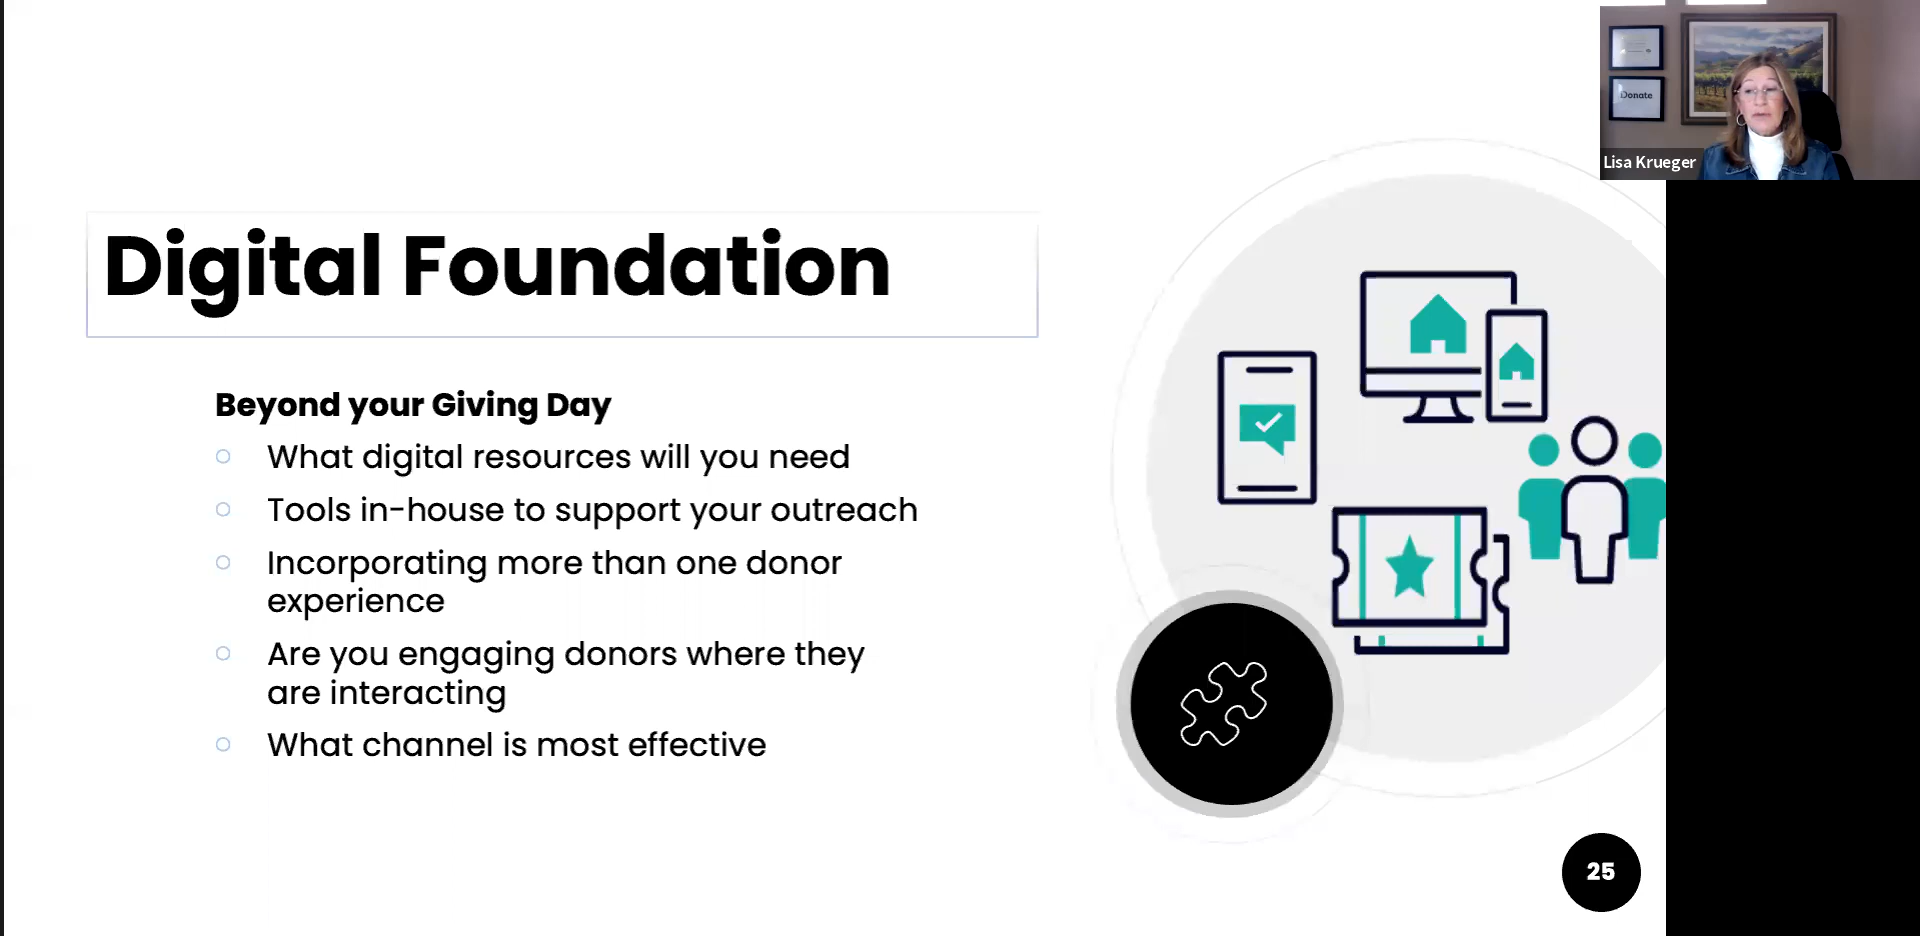 Digital Foundation
Beyond your Giving Day
What digital resources will you need
Tools in-house to support your outreach
Incorporating more than one donor
experience
Are you engaging donors where they
are interacting
What channel is most effective
25
Donate
Lisa Krueger